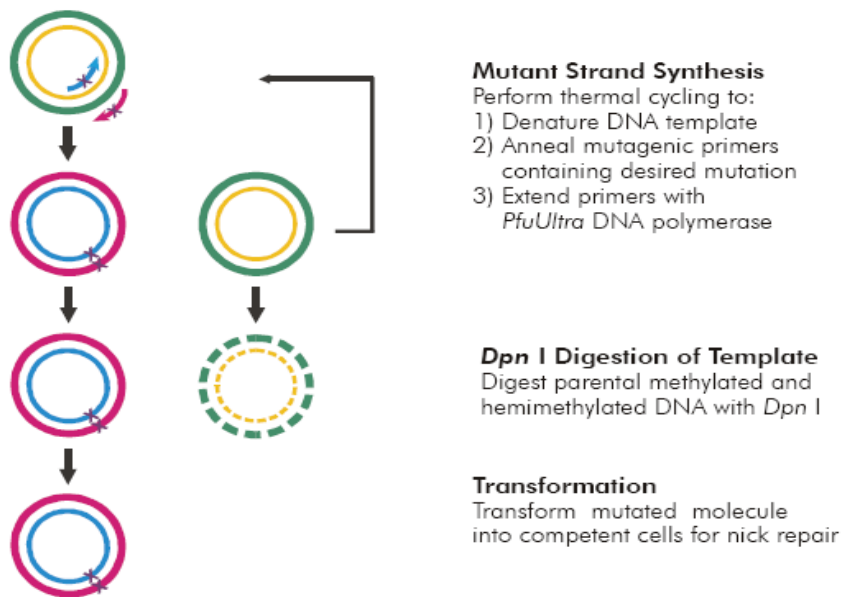 Mutant Strand Synthesis
Perform thermal cycling to:
1) Denature DNA template
2) Anneal mutagenic primers
containing desired mutation
3) Extend primers with
PfuUltra DNA polymerase
Dpn I Digestion of Template
Digest parental methylated and
hemimethylated DNA with Dpn I
Transformation
Transform mutated molecule
into competent cells for nick repair